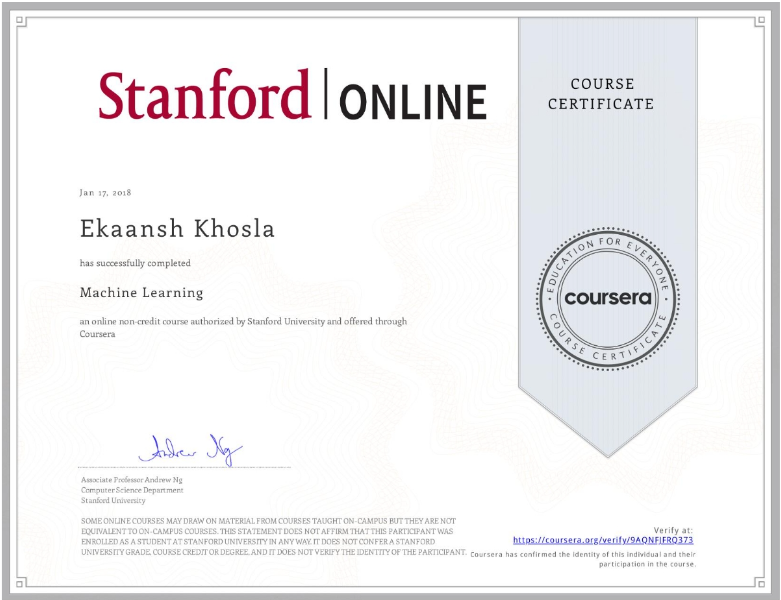 Stanford | ONLINE
COURSE
CERTIFICATE
Jan 17, 2018
Ekaansh Khosla
has successfully completed
Machine Learning
an online non-credit course authorized by Stanford University and offered through
Coursera
EDUCATION FOR EVERYONE
coursera
COURSE CERTIFICATE
Andrew Ng
Associate Professor Andrew Ng
Computer Science Department
Stanford University
SOME ONLINE COURSES MAY DRAW ON MATERIAL FROM COURSES TAUGHT ON-CAMPUS BUT THEY ARE NOT
EQUIVALENT TO ON-CAMPUS COURSES. THIS STATEMENT DOES NOT AFFIRM THAT THIS PARTICIPANT WAS
ENROLLED AS A STUDENT AT STANFORD UNIVERSITY IN ANY WAY. IT DOES NOT CONFER A STANFORD
UNIVERSITY GRADE, COURSE CREDIT OR DEGREE, AND IT DOES NOT VERIFY THE IDENTITY OF THE PARTICIPANT.
Verify at:
https://coursera.org/verify/9AQNFJFRQ373
Coursera has confirmed the identity of this individual and their
participation in the course.